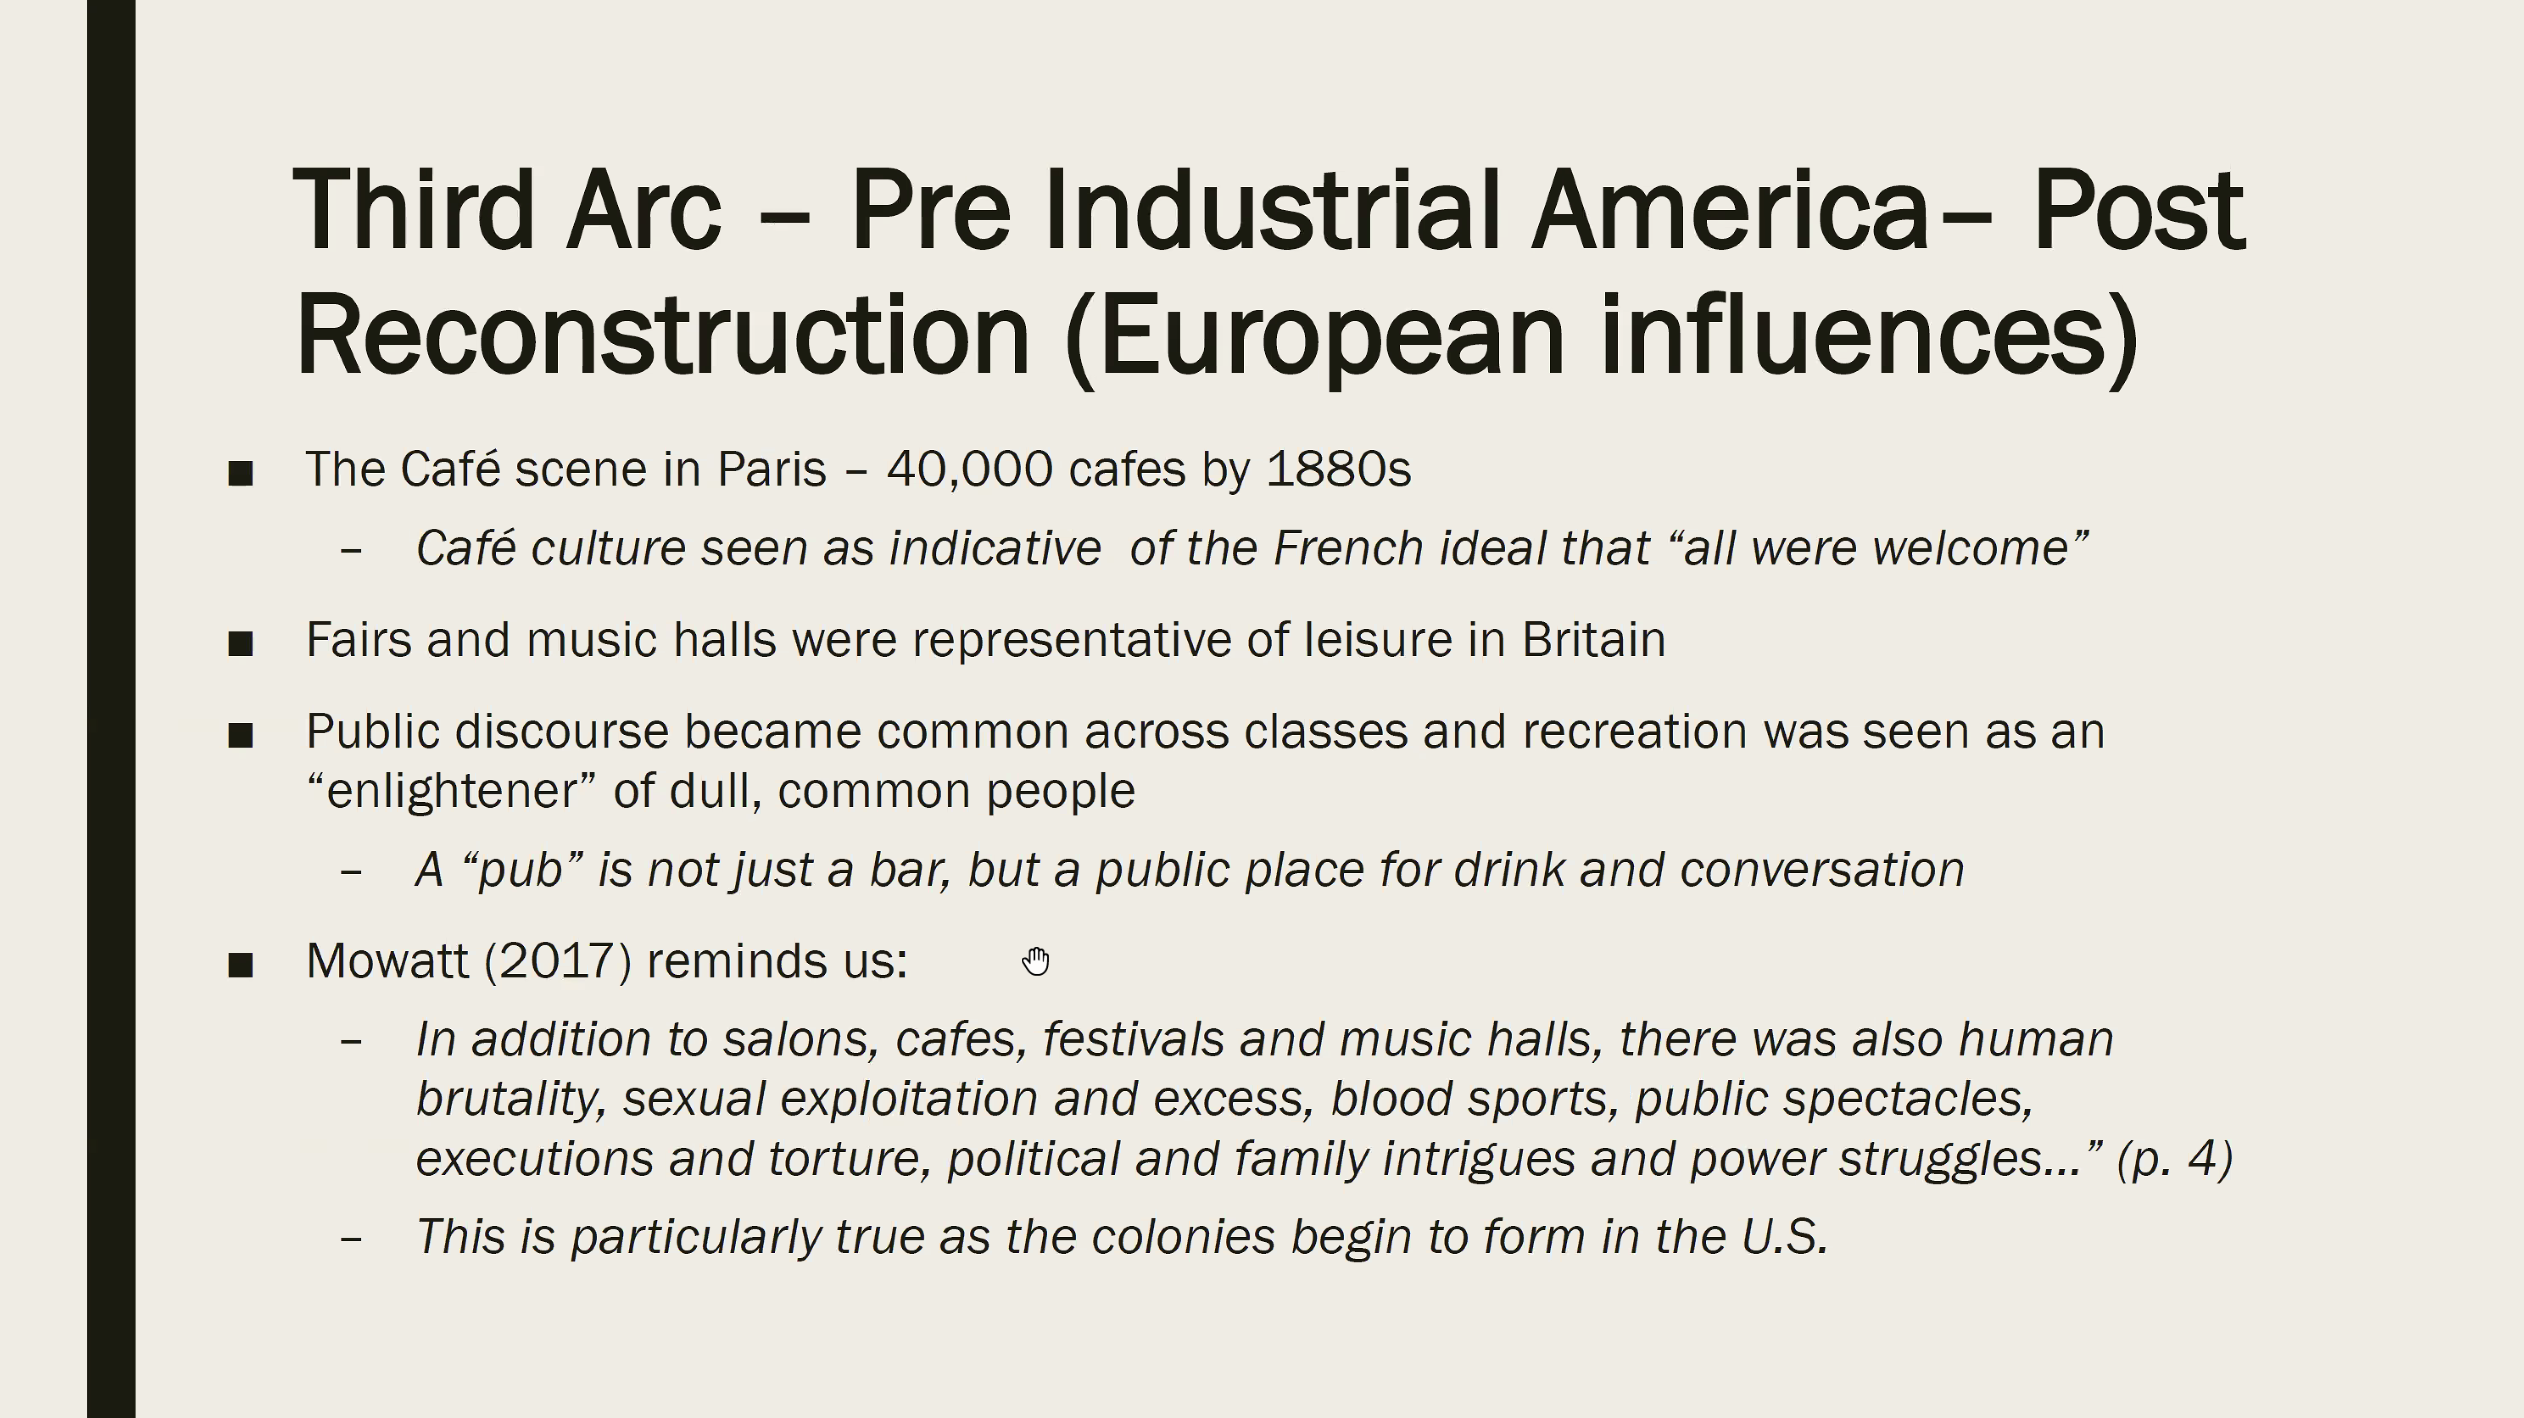 Third Arc – Pre Industrial America– Post
Reconstruction (European influences)
■ The Café scene in Paris – 40,000 cafes by 1880s
– Café culture seen as indicative  of the French ideal that “all were welcome”
■ Fairs and music halls were representative of leisure in Britain
■ Public discourse became common across classes and recreation was seen as an
“enlightener” of dull, common people
– A “pub” is not just a bar, but a public place for drink and conversation
■ Mowatt (2017) reminds us:
– In addition to salons, cafes, festivals and music halls, there was also human
brutality, sexual exploitation and excess, blood sports, public spectacles,
executions and torture, political and family intrigues and power struggles...” (p. 4)
– This is particularly true as the colonies begin to form in the U.S.